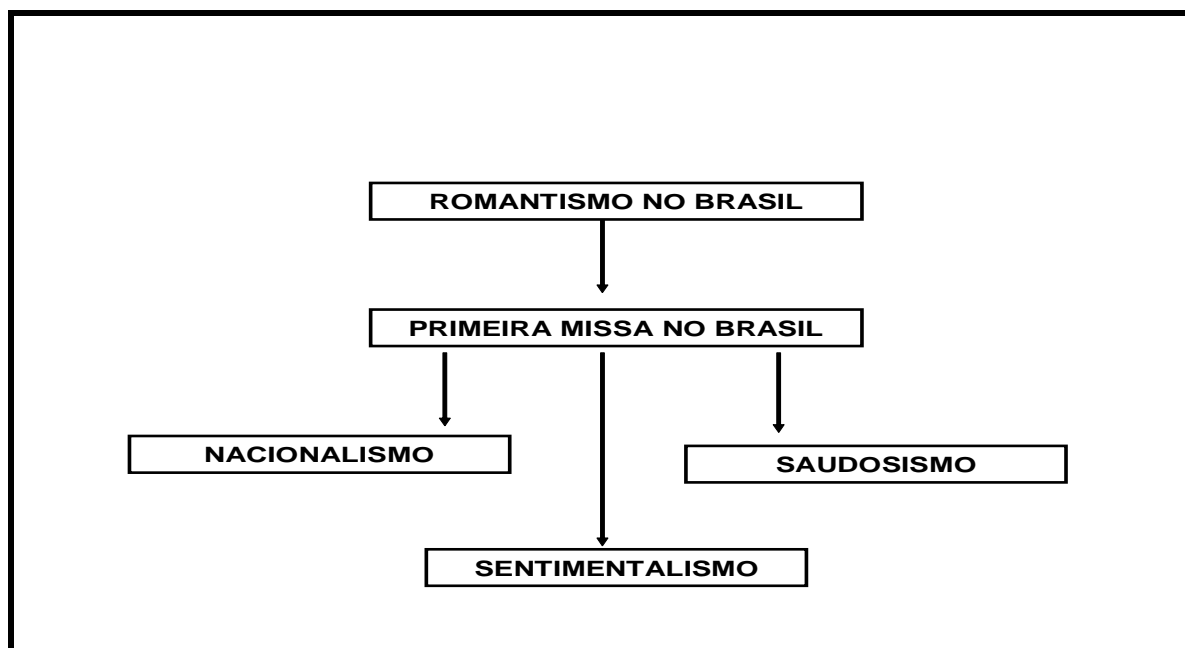 ROMANTISMO NO BRASIL
PRIMEIRA MISSA NO BRASIL
NACIONALISMO
SAUDOSISMO
SENTIMENTALISMO